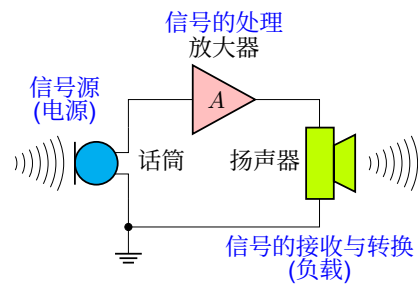 信号的处理
放大器
A
信号源
(电源)
话筒
扬声器
信号的接收与转换
(负载)